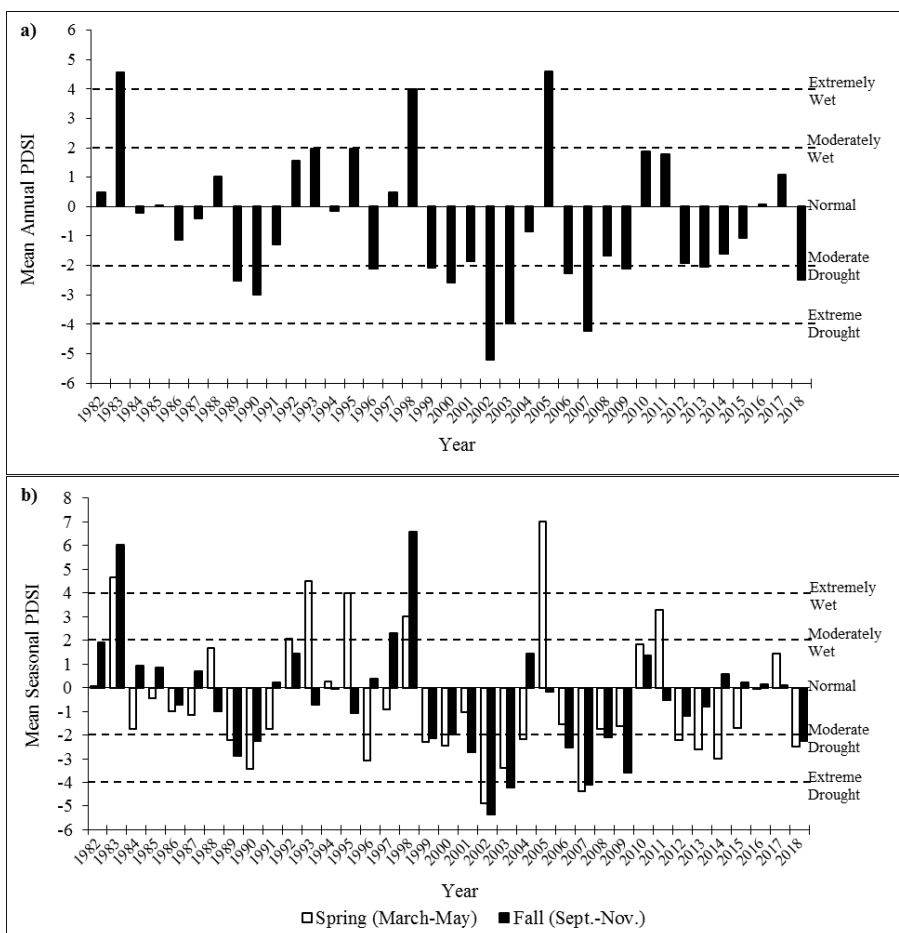 a)
Mean Annual PDSI
6
5
4
3
2
1
0
-1
-2
-3
-4
-5
-6
Extremely
Wet
Moderately
Wet
Normal
Moderate
Drought
Extreme
Drought
1982 1983 1984 1985 1986 1987 1988 1989 1990 1991 1992 1993 1994 1995 1996 1997 1998 1999 2000 2001 2002 2003 2004 2005 2006 2007 2008 2009 2010 2011 2012 2013 2014 2015 2016 2017 2018
Year
b)
Mean Seasonal PDSI
8
7
6
5
4
3
2
1
0
-1
-2
-3
-4
-5
-6
Extremely
Wet
Moderately
Wet
Normal
Moderate
Drought
Extreme
Drought
1982 1983 1984 1985 1986 1987 1988 1989 1990 1991 1992 1993 1994 1995 1996 1997 1998 1999 2000 2001 2002 2003 2004 2005 2006 2007 2008 2009 2010 2011 2012 2013 2014 2015 2016 2017 2018
Year
Spring (March-May) Fall (Sept.-Nov.)